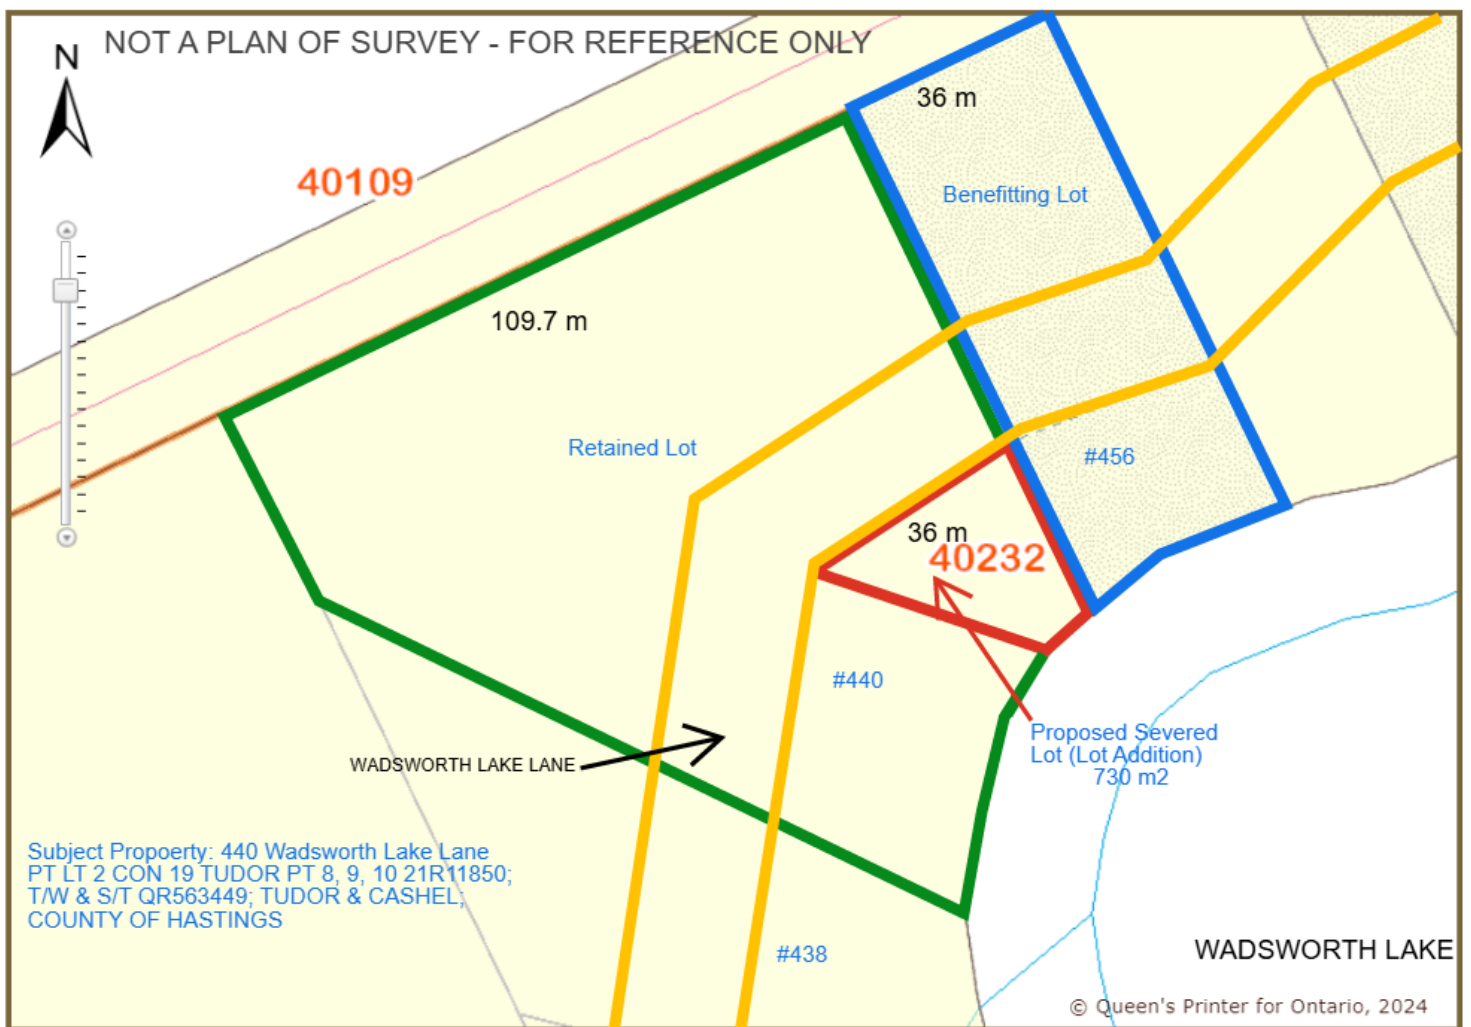 N
NOT A PLAN OF SURVEY - FOR REFERENCE ONLY
36 m
40109
Benefitting Lot
109.7 m
Retained Lot
#456
36 m
40232
#440
Proposed Severed
Lot (Lot Addition)
730 m2
WADSWORTH LAKE LANE
Subject Propoerty: 440 Wadsworth Lake Lane
PT LT 2 CON 19 TUDOR PT 8, 9, 10 21R11850;
T/W & S/T QR563449; TUDOR & CASHEL;
COUNTY OF HASTINGS
#438
WADSWORTH LAKE
© Queen's Printer for Ontario, 2024